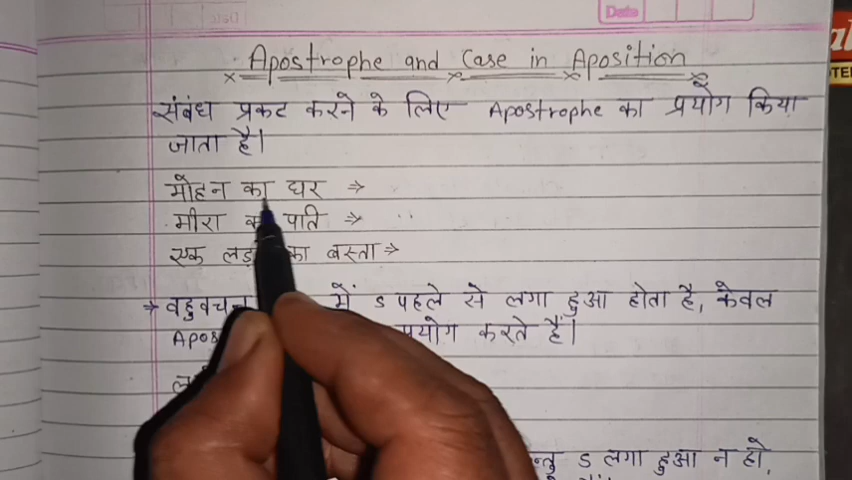 Date
Apostrophe and Case in Aposition
संबंध प्रकट करने के लिए Apostrophe का प्रयोग किया
जाता है।
मोहन का घर →
मीरा पति →
एक का बस्ता →
→ बहुवचन में s पहले से लगा हुआ होता है, केवल
प्रयोग करते हैं।
s लगा हुआ न हो,